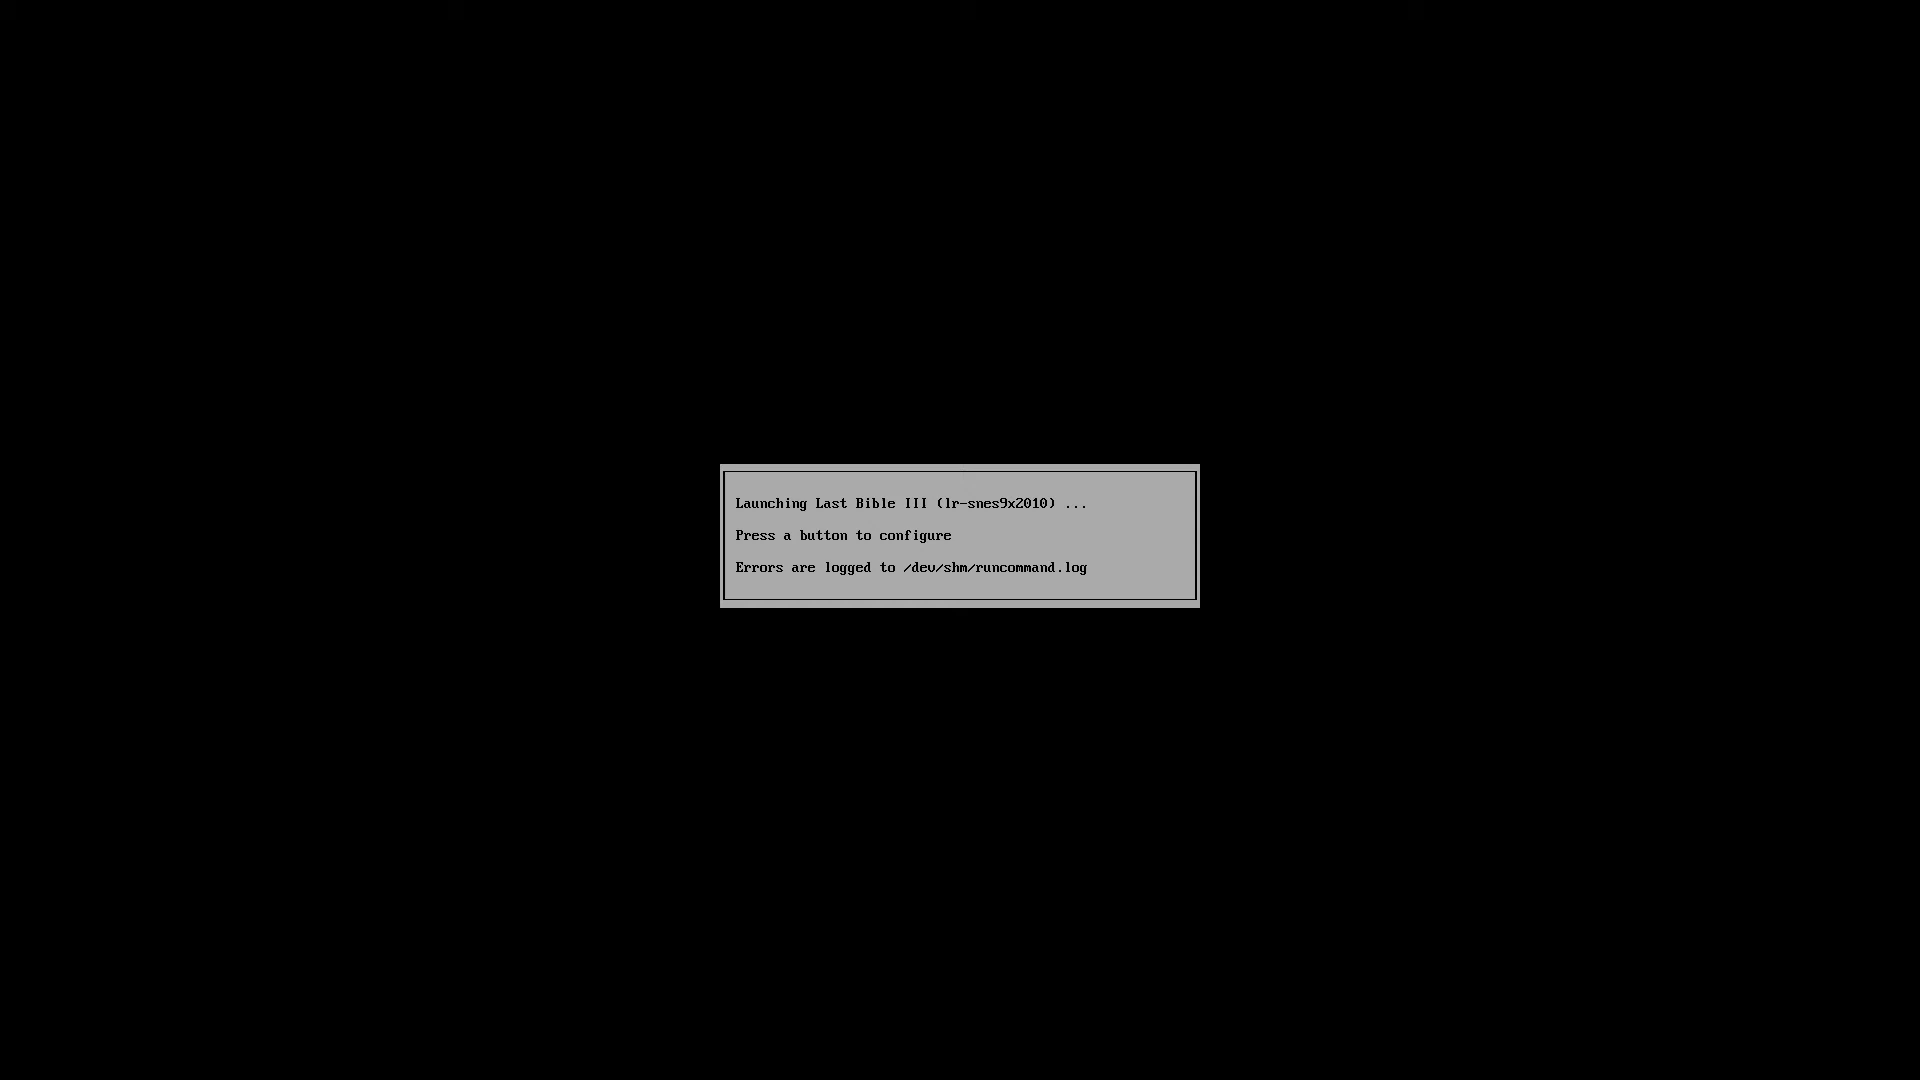 Launching Last Bible III (lr-snes9x2010) ...
Press a button to configure
Errors are logged to /dev/shm/runcommand.log